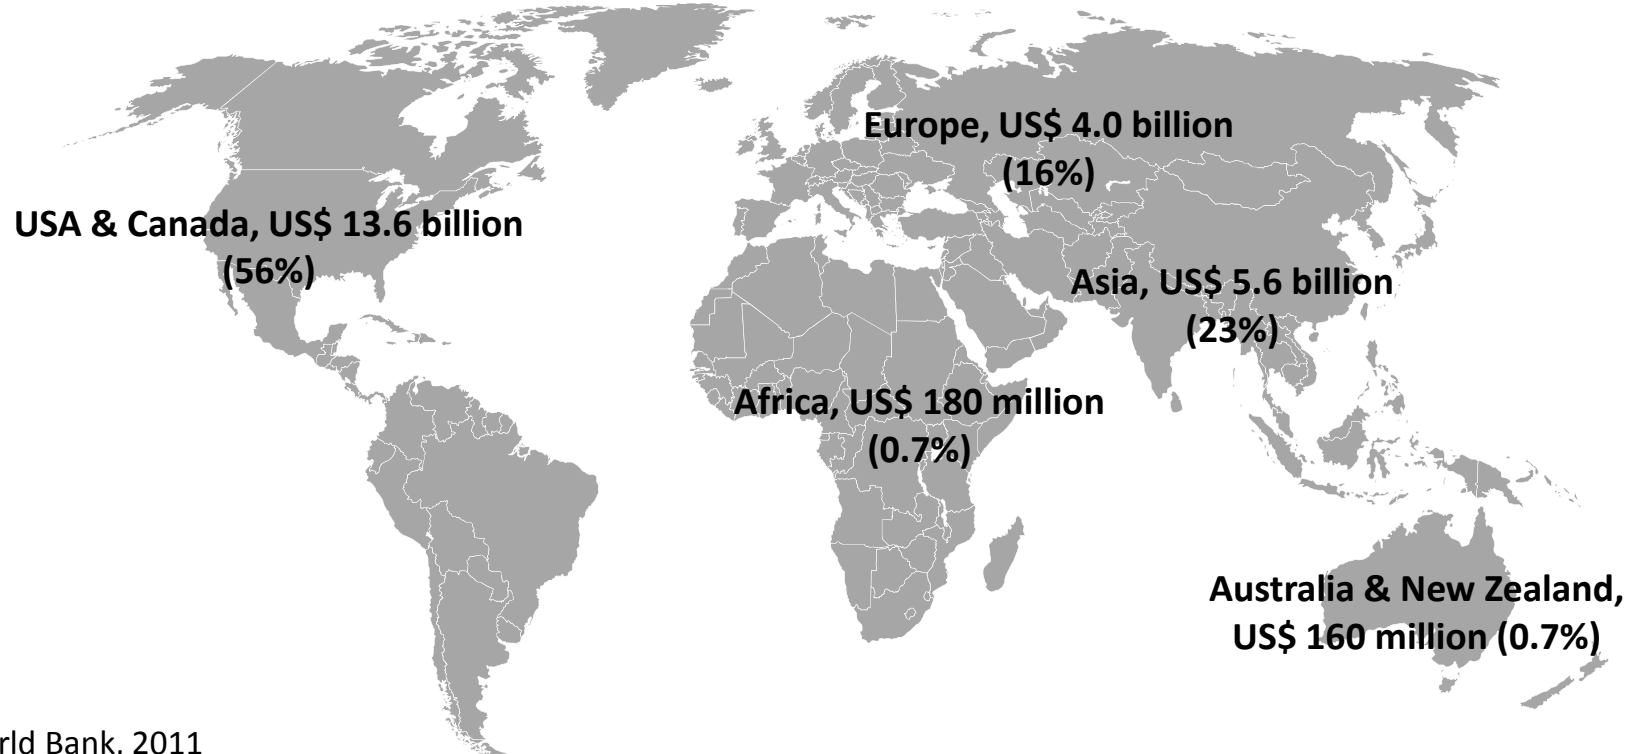 Europe, US$ 4.0 billion
(16%)
USA & Canada, US$ 13.6 billion
(56%)
Asia, US$ 5.6 billion
(23%)
Africa, US$ 180 million
(0.7%)
Australia & New Zealand,
US$ 160 million (0.7%)
rld Bank, 2011